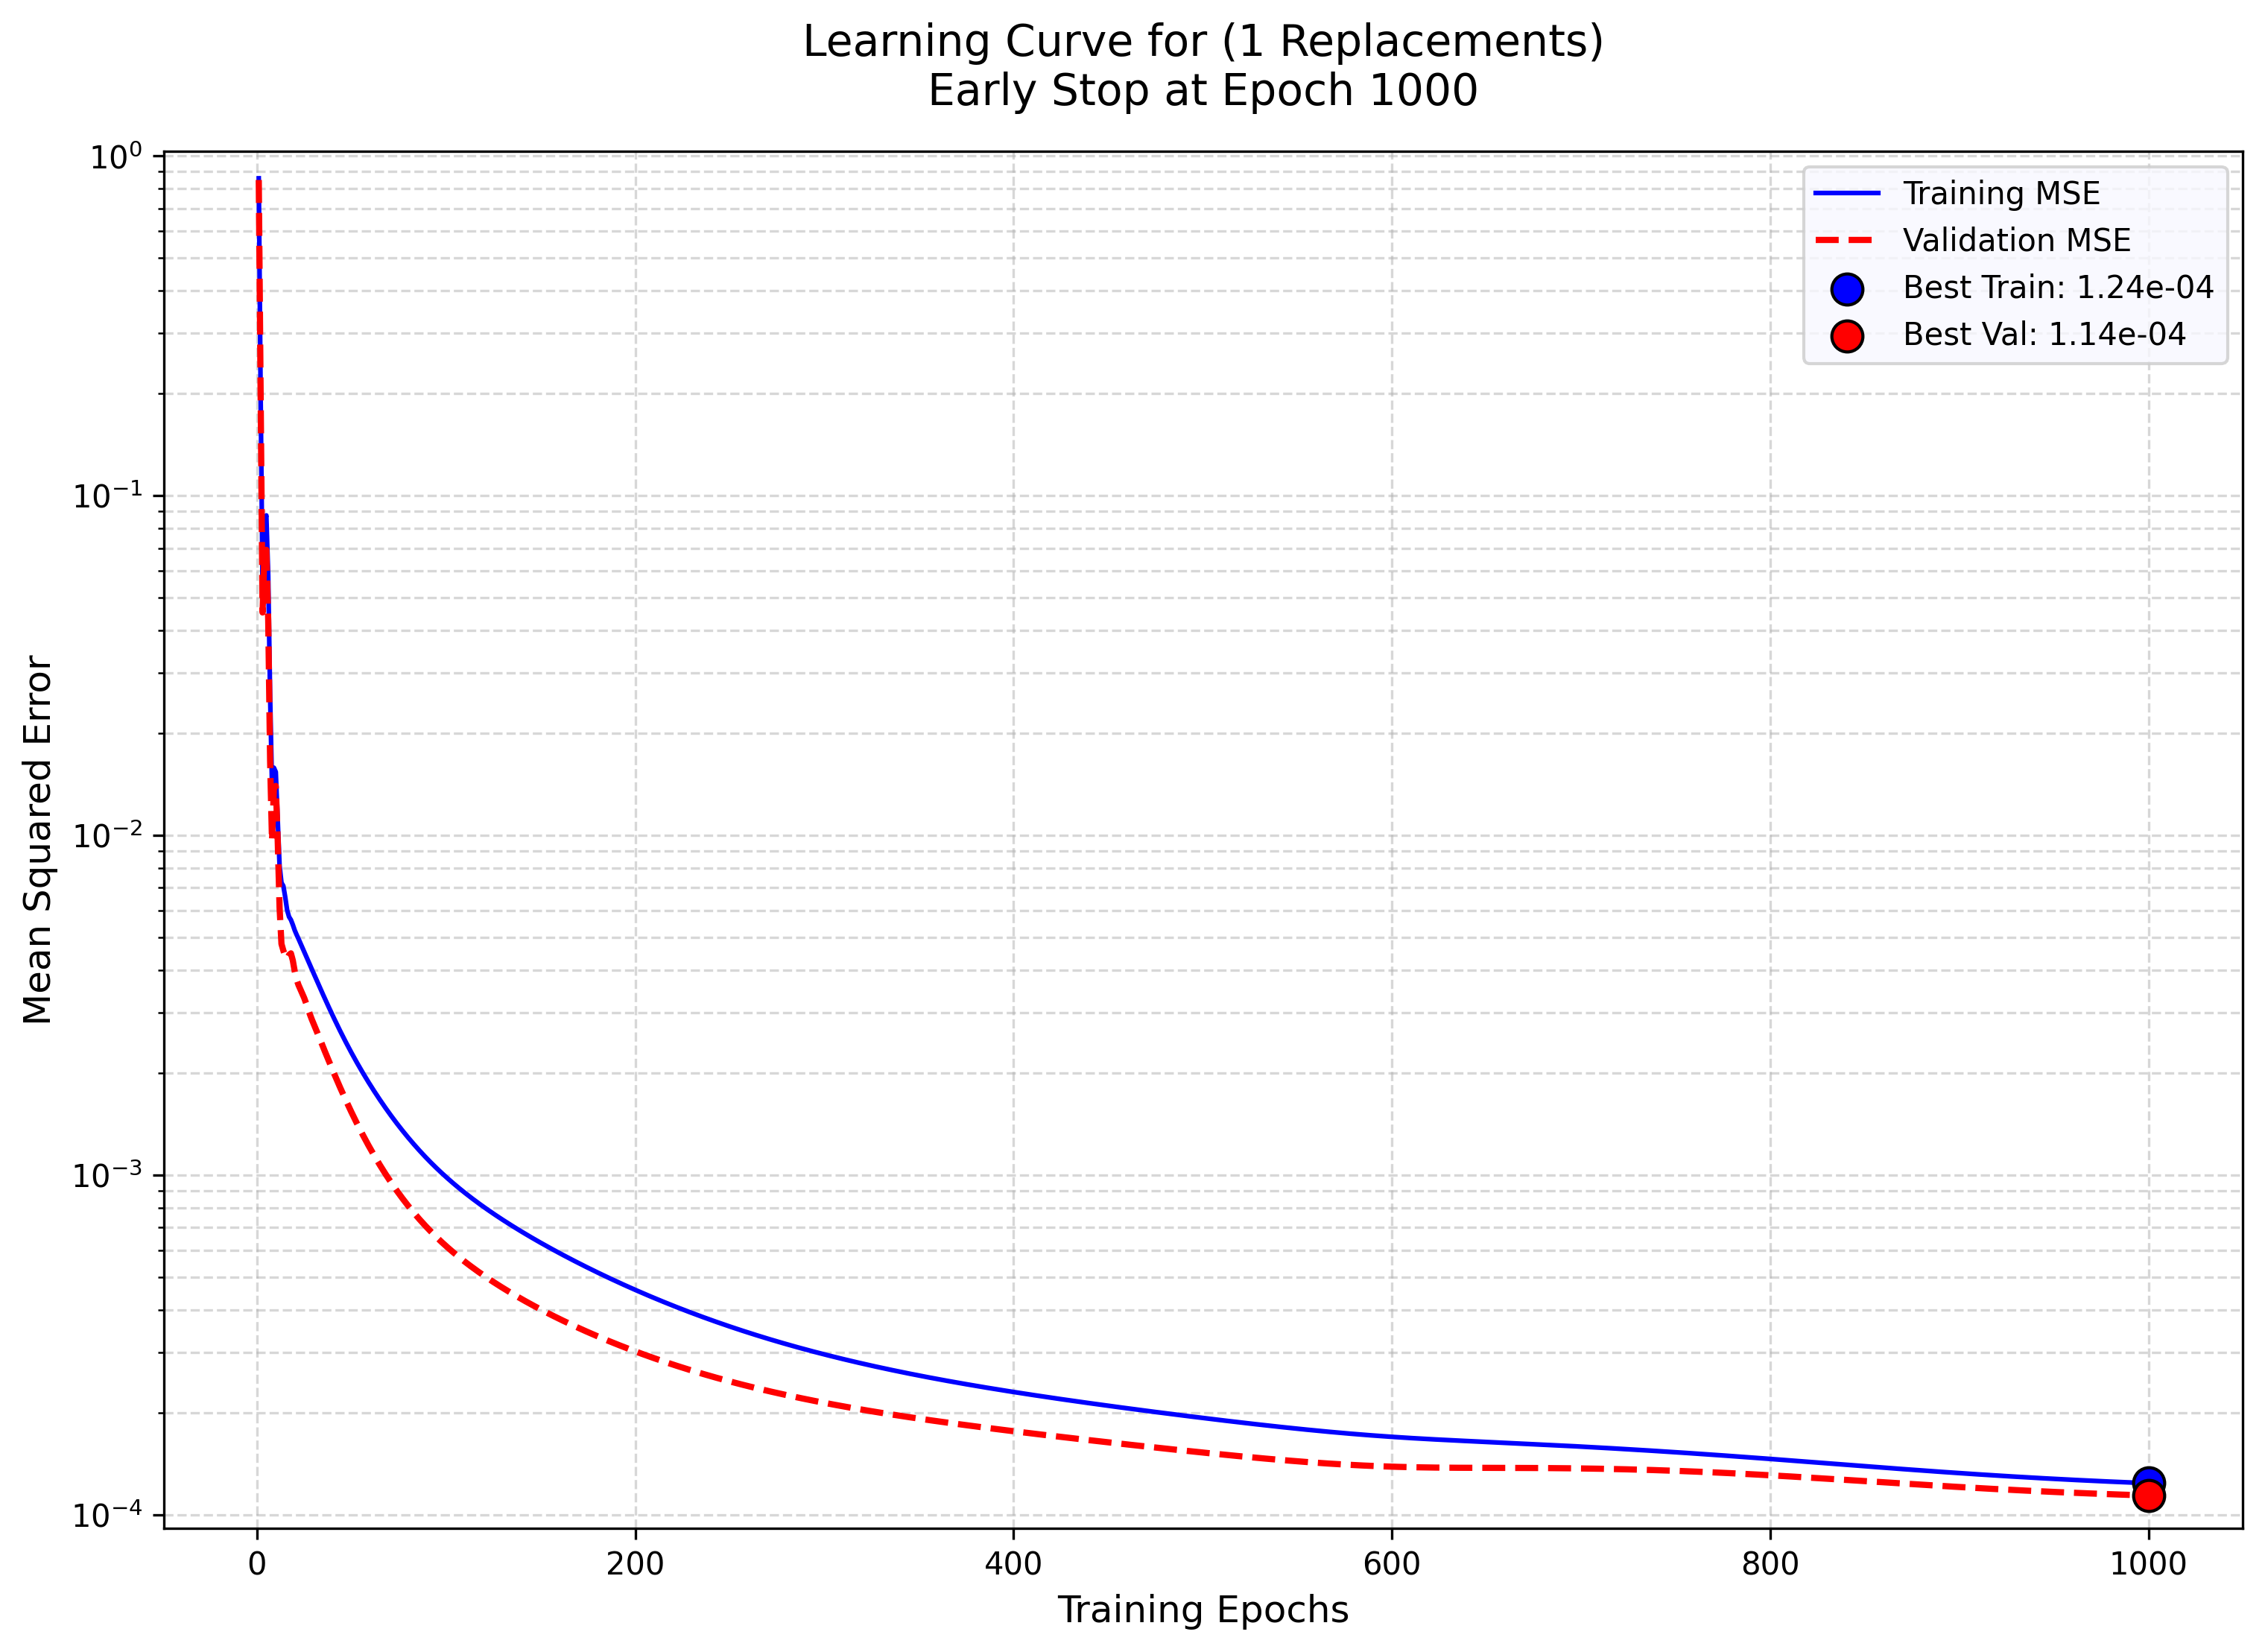 Learning Curve for (1 Replacements)
Early Stop at Epoch 1000
Training MSE
Validation MSE
Best Train: 1.24e-04
Best Val: 1.14e-04
Mean Squared Error
10⁰
10⁻¹
10⁻²
10⁻³
10⁻⁴
0 200 400 600 800 1000
Training Epochs